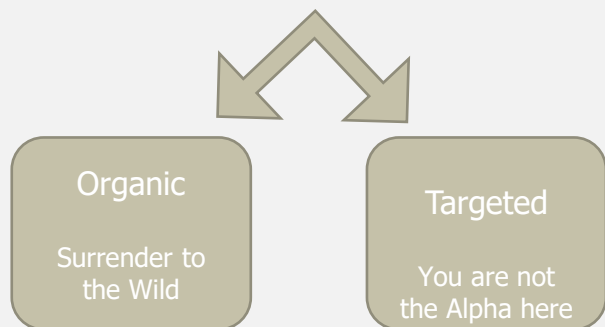 Organic
Surrender to
the Wild
Targeted
You are not
the Alpha here